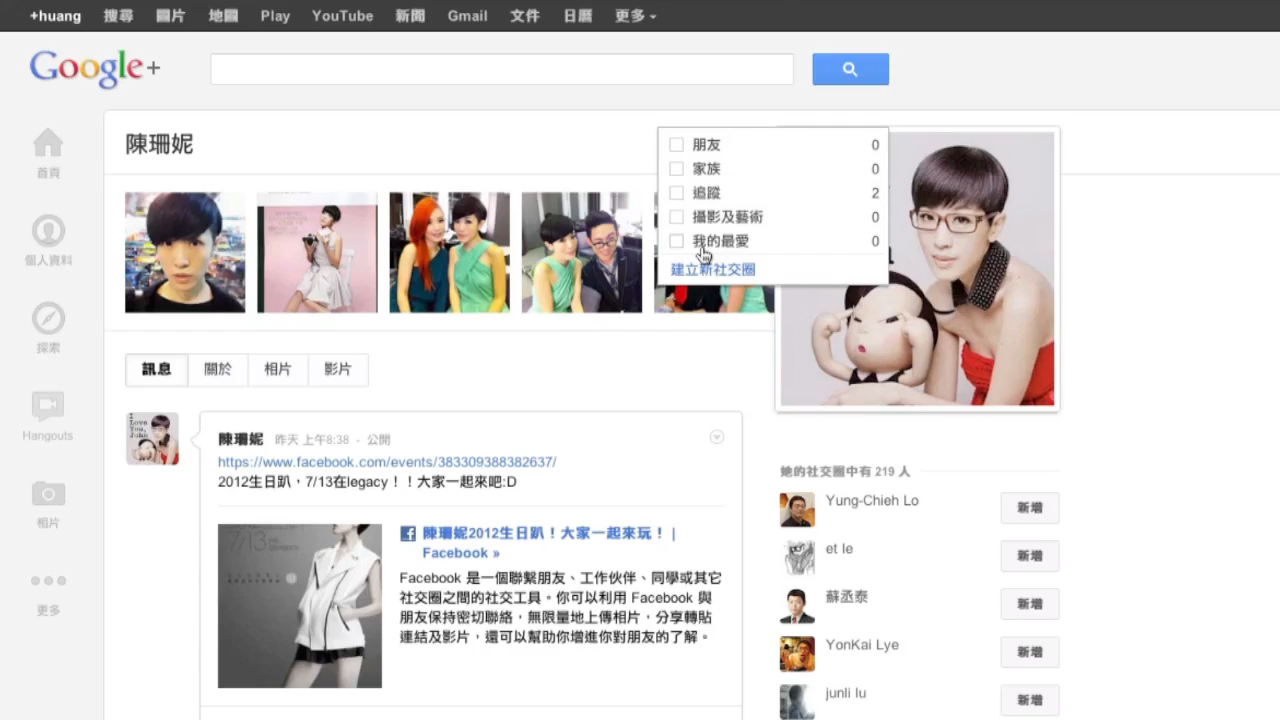 +huang 搜尋 圖片 地圖 Play YouTube 新聞 Gmail 文件 日曆 更多
Google+
陳珊妮
朋友 0
家族 0
追蹤 2
攝影及藝術 0
我的最愛 0
建立新社交圈
首頁
個人資料
探索
Hangouts
相片
更多
訊息 關於 相片 影片
陳珊妮 昨天 上午8:38 - 公開
https://www.facebook.com/events/383309388382637/
2012生日趴，7/13在legacy！！大家一起來吧:D
I Love You, John
7/13
陳珊妮2012生日趴！大家一起來玩！ |
Facebook »
Facebook 是一個聯繫朋友、工作伙伴、同學或其它
社交圈之間的社交工具。你可以利用 Facebook 與
朋友保持密切聯絡，無限量地上傳相片，分享轉貼
連結及影片，還可以幫助你增進你對朋友的了解。
她的社交圈中有 219 人
Yung-Chieh Lo 新增
et le 新增
蘇丞泰 新增
YonKai Lye 新增
junli lu 新增